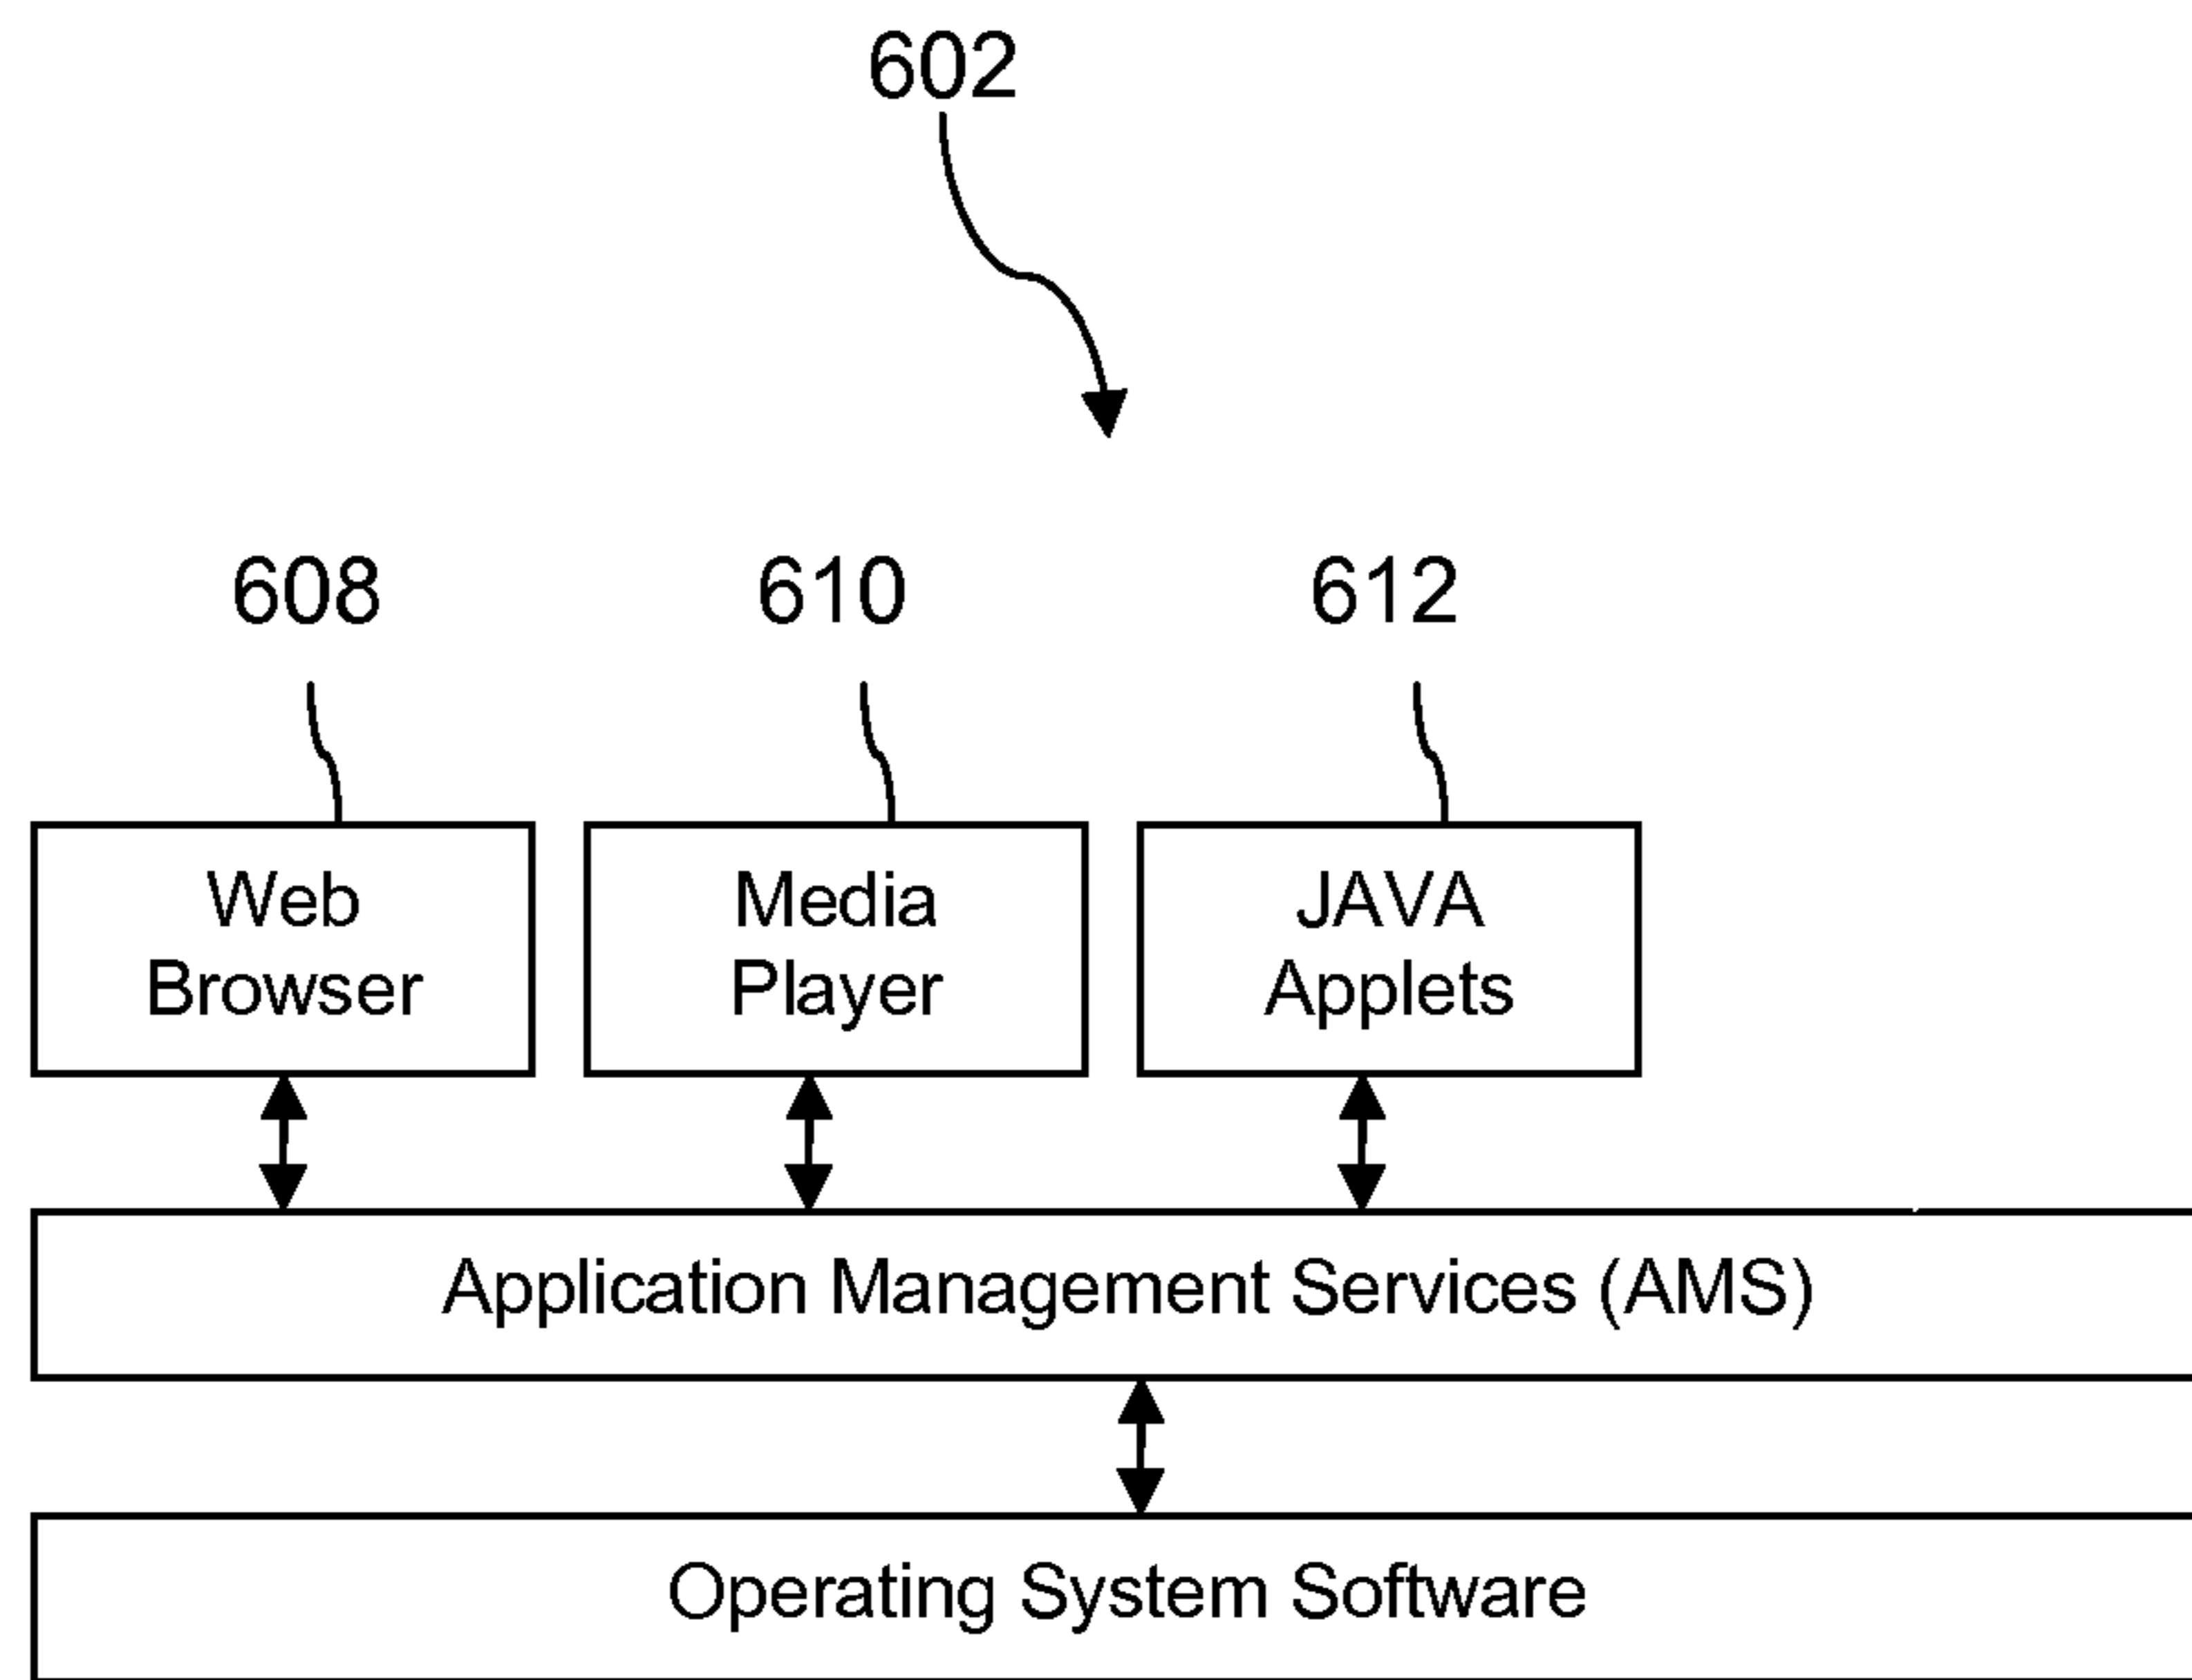 602
608
610
612
Web
Browser
Media
Player
JAVA
Applets
Application Management Services (AMS)
Operating System Software